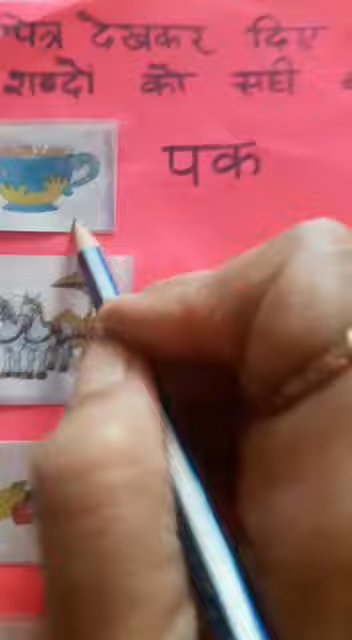 चित्र देखकर दिए
शब्दों को सही
पक